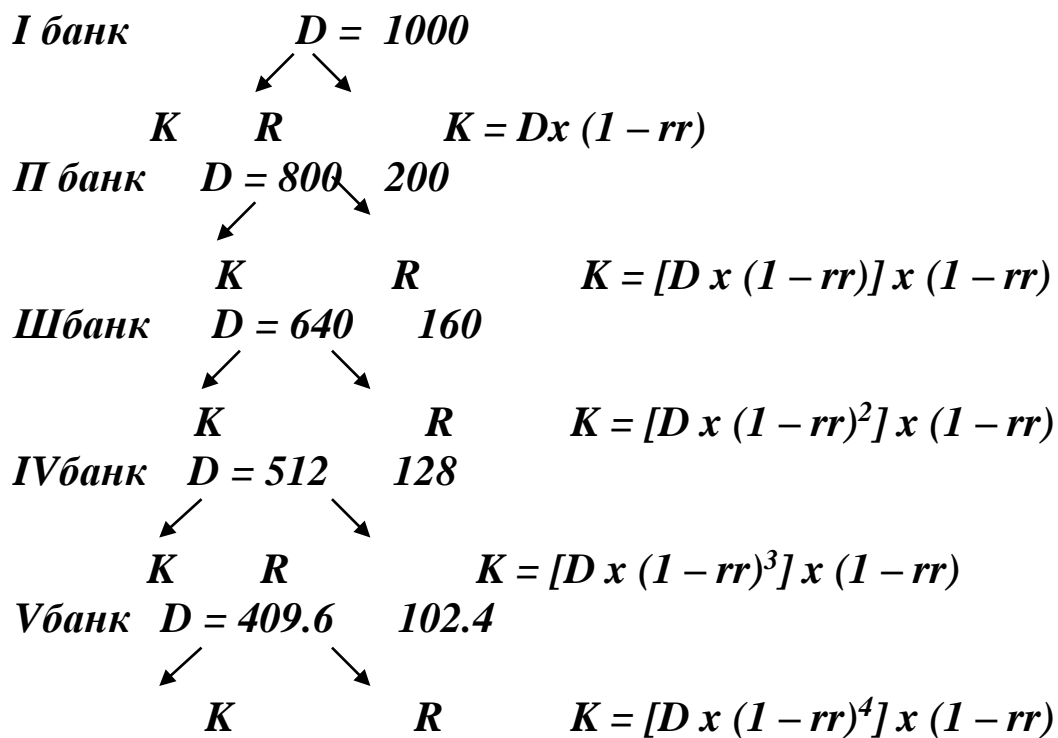 I банк D = 1000
K R K = Dx (1 – rr)
П банк D = 800 200
K R K = [D x (1 – rr)] x (1 – rr)
Шбанк D = 640 160
K R K = [D x (1 – rr)²] x (1 – rr)
IVбанк D = 512 128
K R K = [D x (1 – rr)³] x (1 – rr)
Vбанк D = 409.6 102.4
K R K = [D x (1 – rr)⁴] x (1 – rr)